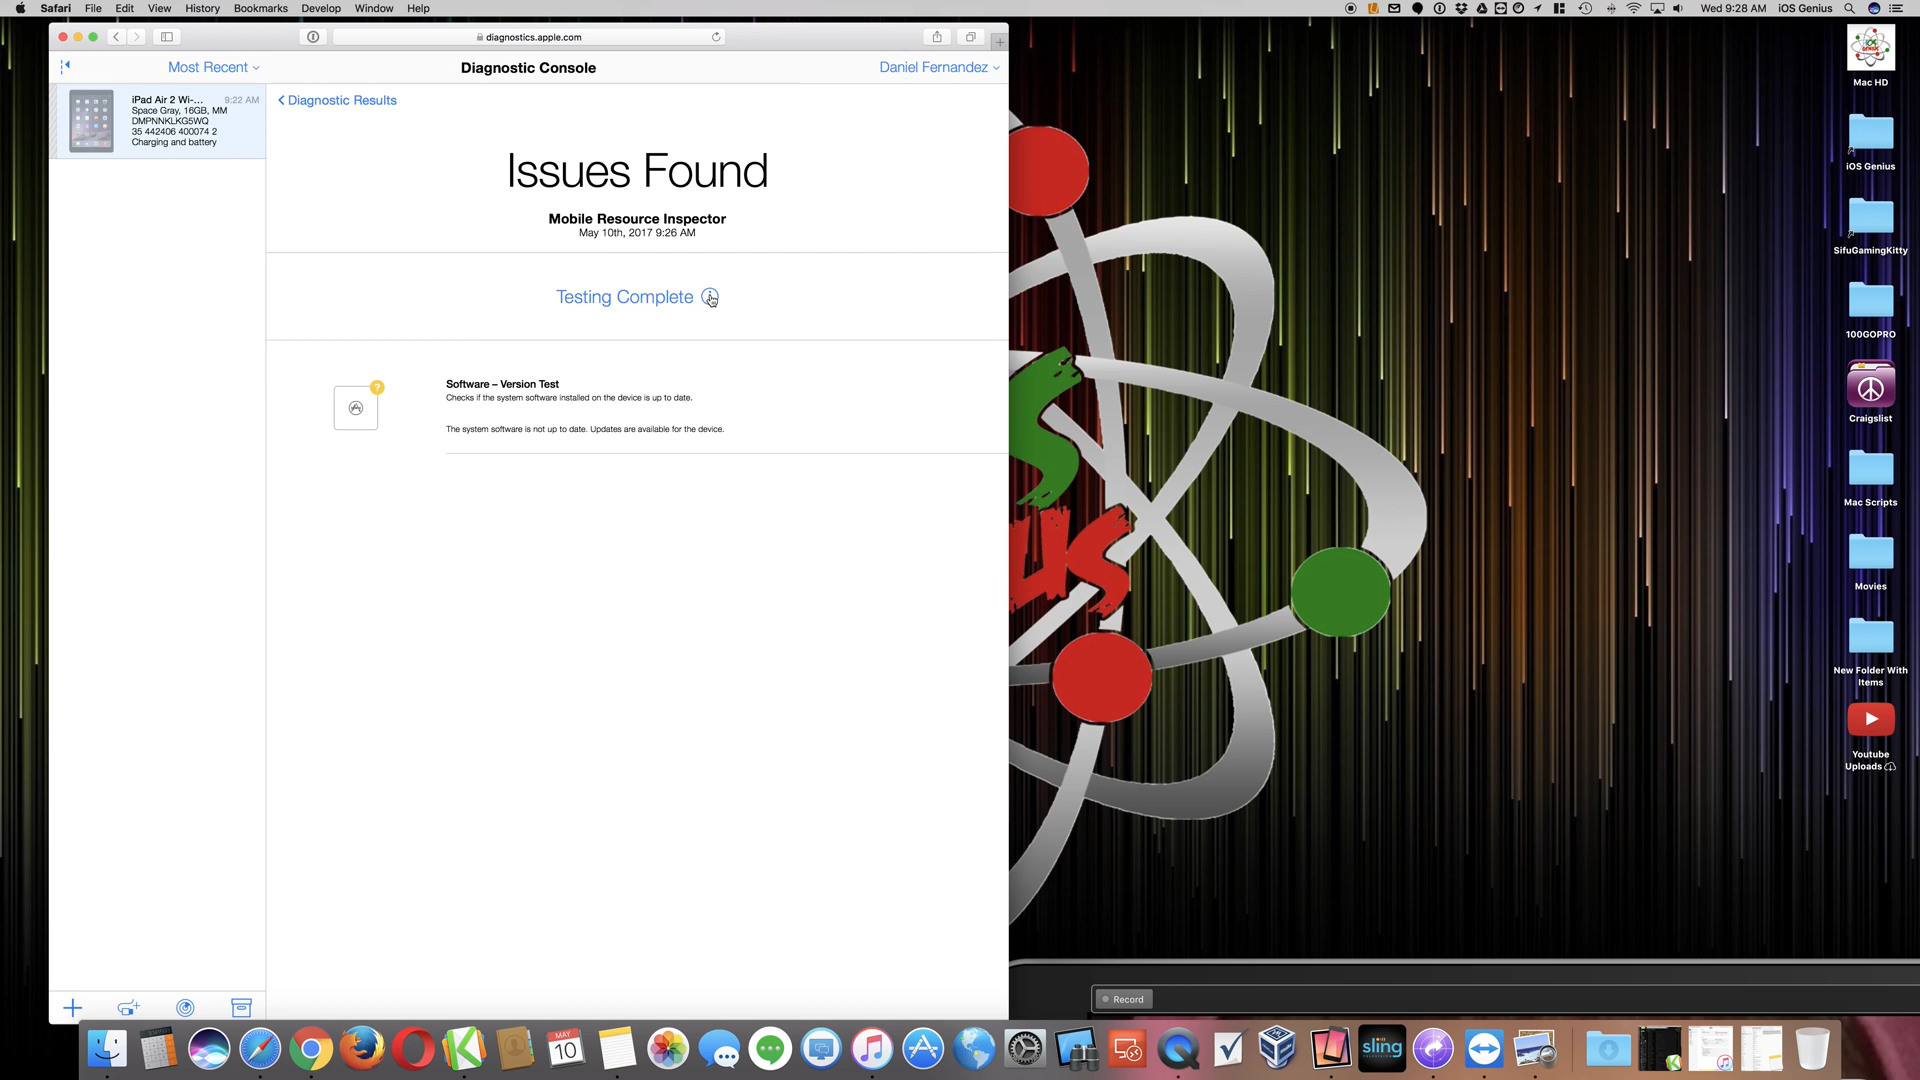 Safari File Edit View History Bookmarks Develop Window Help
Wed 9:28 AM iOS Genius
diagnostics.apple.com
Most Recent
Diagnostic Console
Daniel Fernandez
iPad Air 2 Wi-... 9:22 AM
Space Gray, 16GB, MM
DMPNNKLKG5WQ
35 442406 400074 2
Charging and battery
Diagnostic Results
Issues Found
Mobile Resource Inspector
May 10th, 2017 9:26 AM
Testing Complete
Software – Version Test
Checks if the system software installed on the device is up to date.
The system software is not up to date. Updates are available for the device.
Mac HD
iOS Genius
SifuGamingKitty
100GOPRO
Craigslist
Mac Scripts
Movies
New Folder With
Items
Youtube
Uploads
Record
MAY
10
sling